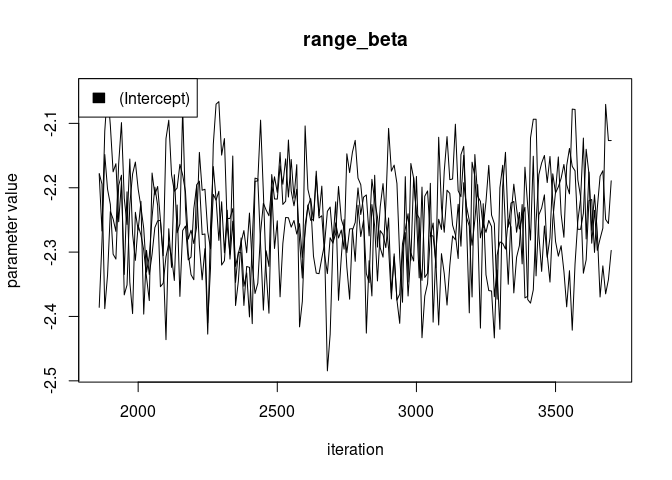 range_beta
(Intercept)
parameter value
-2.1
-2.2
-2.3
-2.4
-2.5
2000
2500
3000
3500
iteration